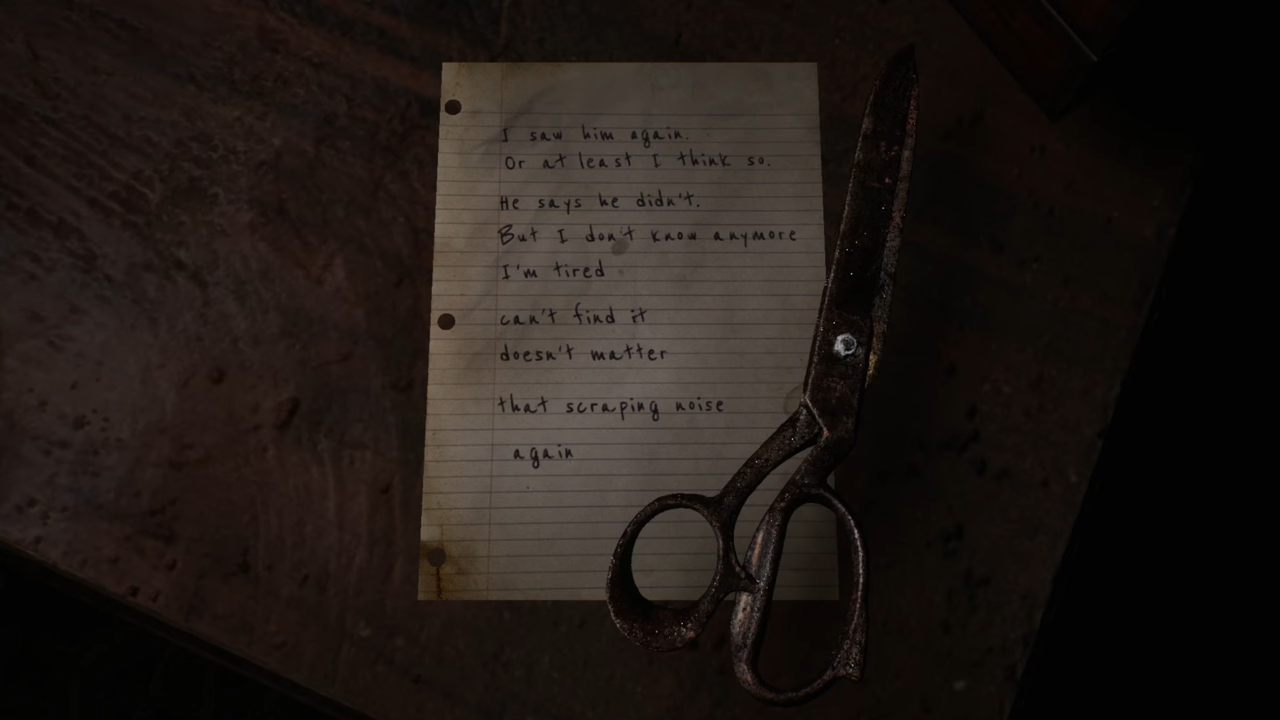 I saw him again.
Or at least I think so.
He says he didn't.
But I don't know anymore
I'm tired
can't find it
doesn't matter
that scraping noise
again